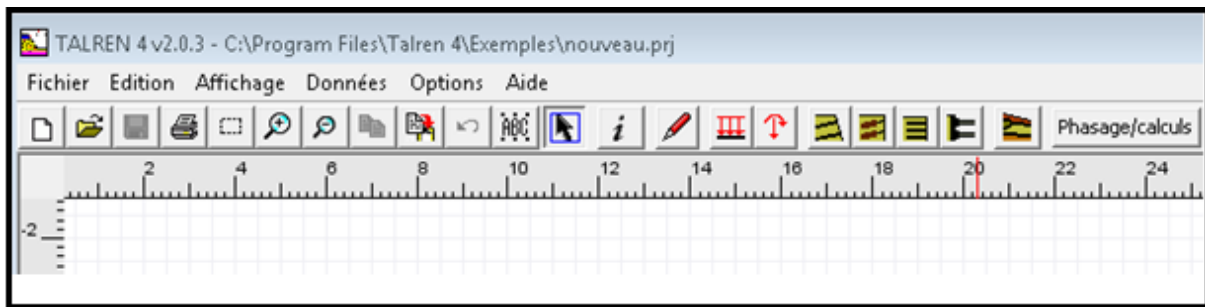 TALREN 4 v2.0.3 - C:\Program Files\Talren 4\Exemples\nouveau.prj
Fichier Edition Affichage Données Options Aide
ABC i Phasage/calculs
2 4 6 8 10 12 14 16 18 20 22 24
-2